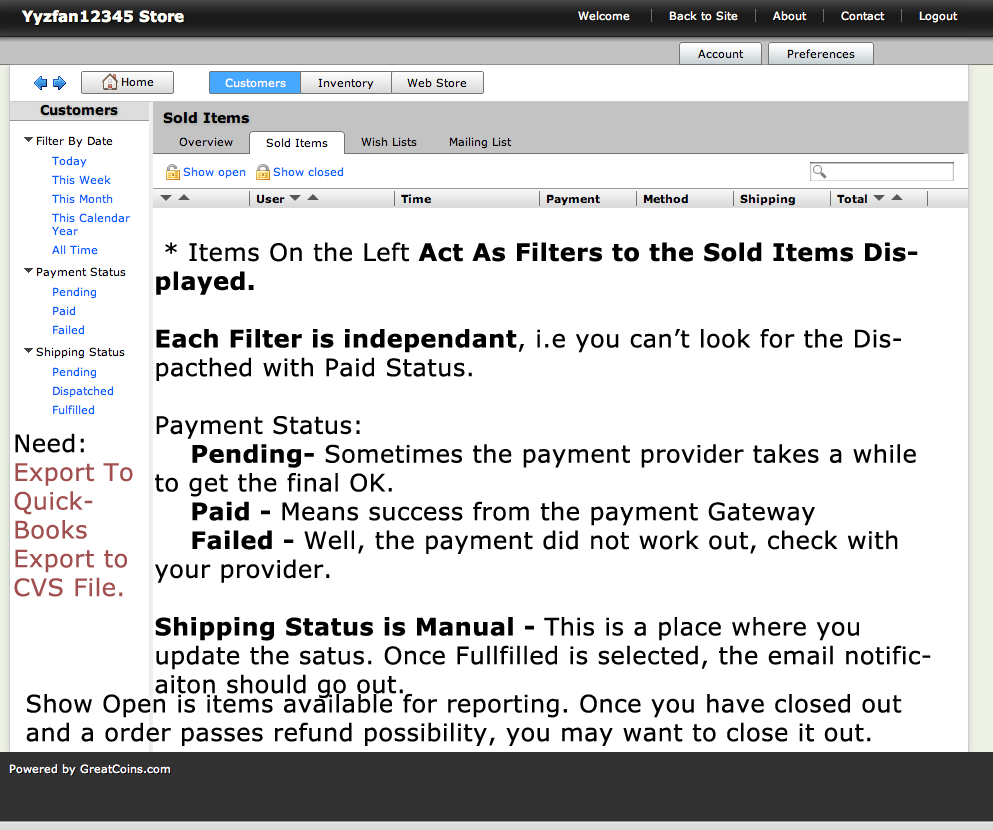 Yyzfan12345 Store
Welcome Back to Site About Contact Logout
Account Preferences
Home Customers Inventory Web Store
Customers
Filter By Date
Today
This Week
This Month
This Calendar
Year
All Time
Payment Status
Pending
Paid
Failed
Shipping Status
Pending
Dispatched
Fulfilled
Need:
Export To
Quick-
Books
Export to
CVS File.
Sold Items
Overview Sold Items Wish Lists Mailing List
Show open Show closed
User Time Payment Method Shipping Total
* Items On the Left Act As Filters to the Sold Items Dis-
played.
Each Filter is independant, i.e you can’t look for the Dis-
pacthed with Paid Status.
Payment Status:
Pending- Sometimes the payment provider takes a while
to get the final OK.
Paid - Means success from the payment Gateway
Failed - Well, the payment did not work out, check with
your provider.
Shipping Status is Manual - This is a place where you
update the satus. Once Fullfilled is selected, the email notific-
aiton should go out.
Show Open is items available for reporting. Once you have closed out
and a order passes refund possibility, you may want to close it out.
Powered by GreatCoins.com